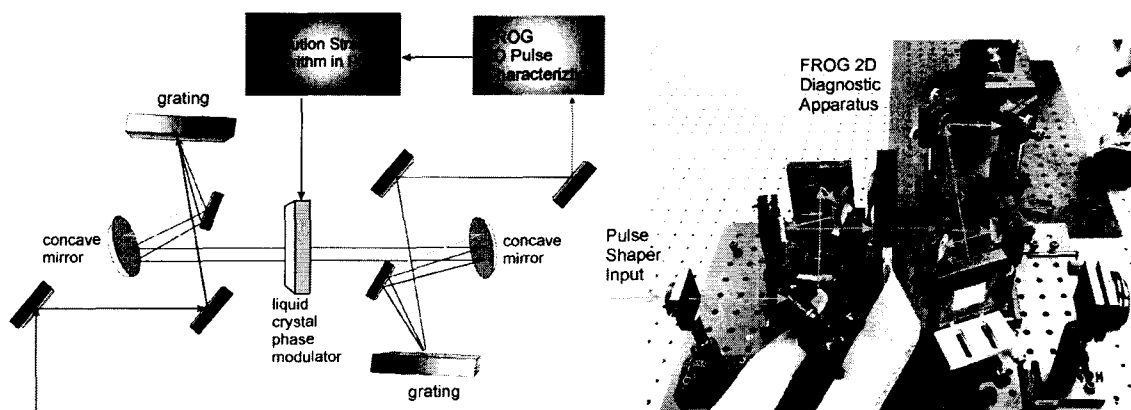 FROG
Pulse
grating
concave
mirror
liquid
crystal
phase
modulator
concave
mirror
grating
FROG 2D
Diagnostic
Apparatus
Pulse
Shaper
Input